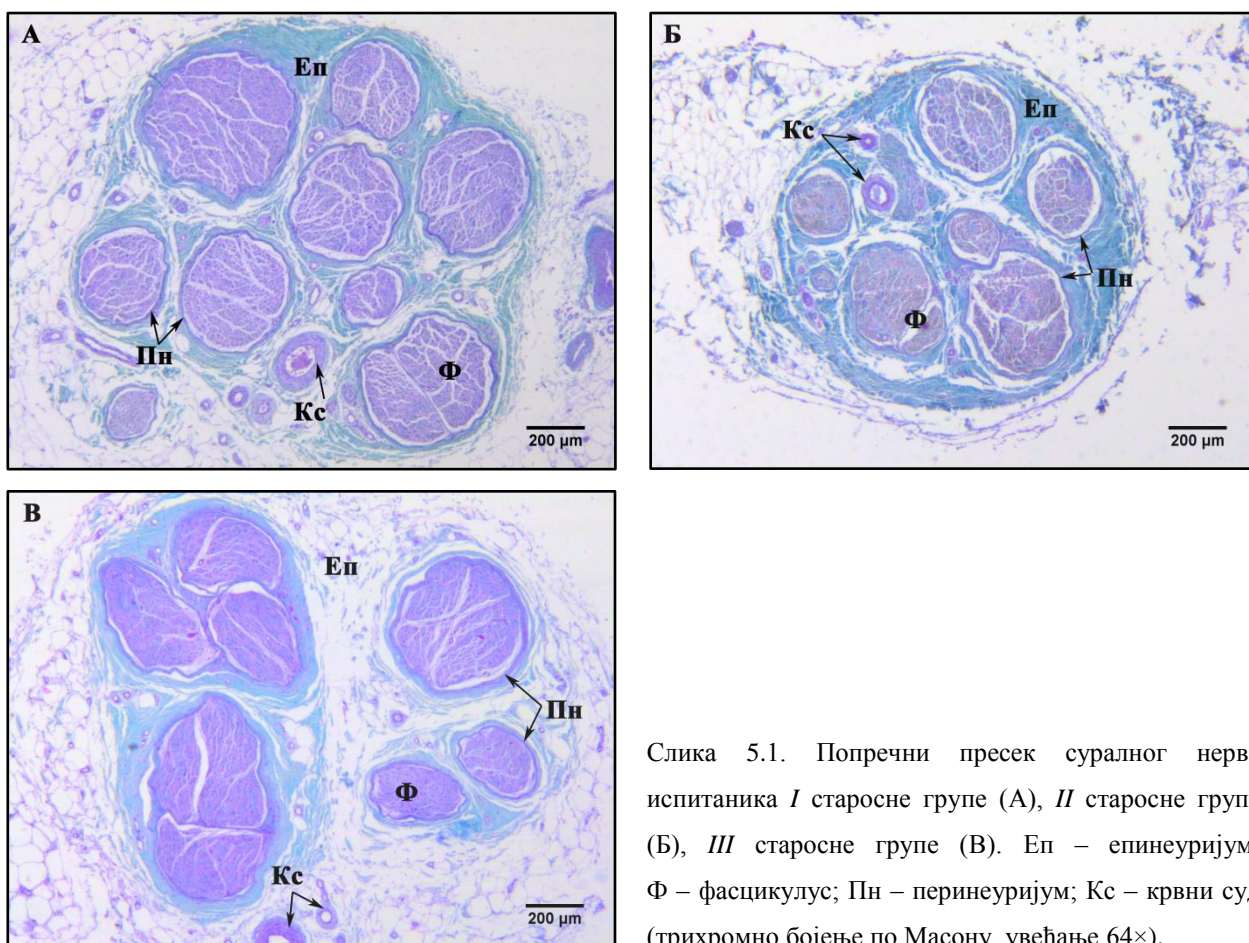 А
Еп
Пн
Кс
Ф
200 µm
Б
Кс
Еп
Пн
Ф
200 µm
В
Еп
Пн
Ф
Кс
200 µm
Слика 5.1. Попречни пресек суралног нерв
испитаника I старосне групе (А), II старосне груп
(Б), III старосне групе (В). Еп – епинеуријум
Ф – фасцикулус; Пн – перинеуријум; Кс – крвни суд
(трихромно бојење по Масону, увећање 64×).